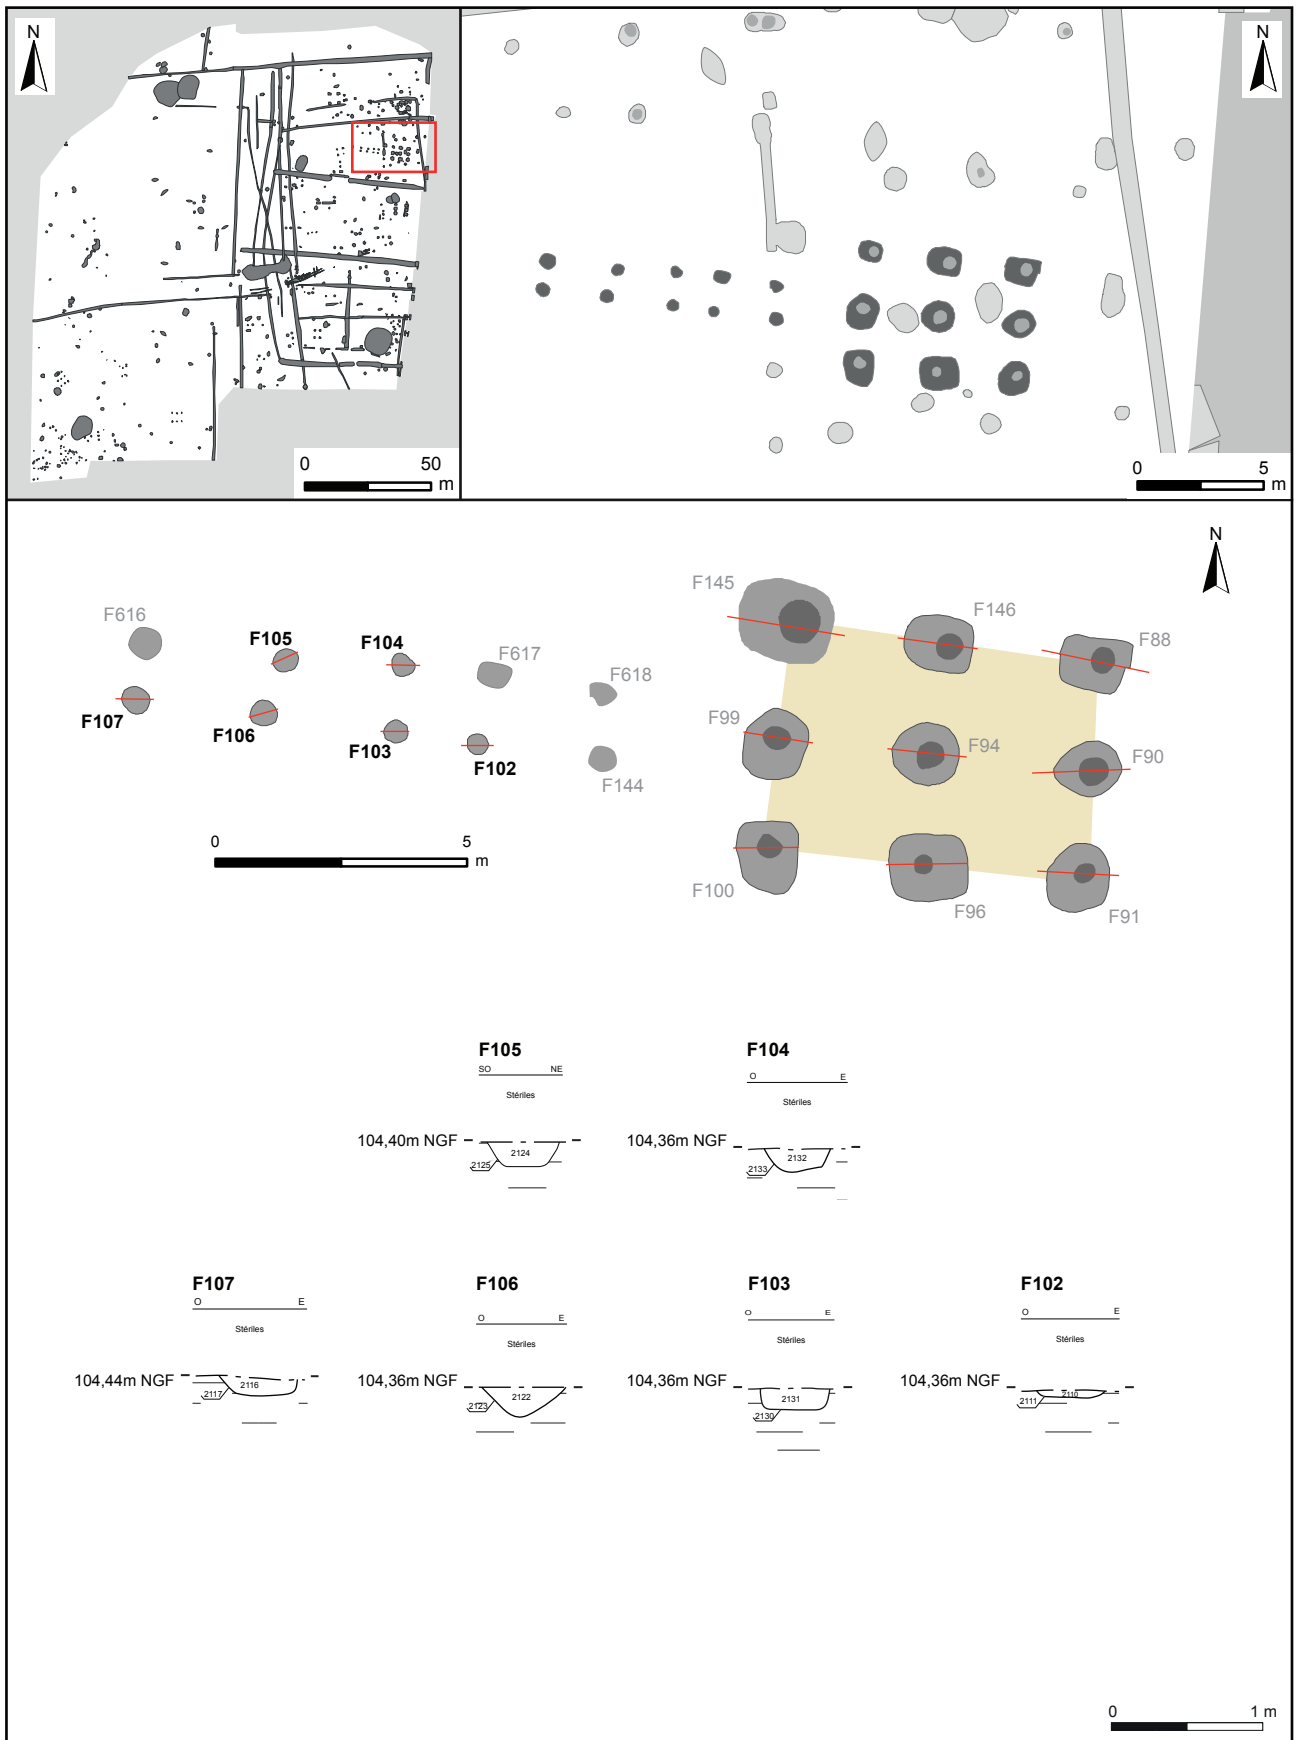 N
0 50
m
N
0 5
m
N
F616
F105
F104
F617
F618
F107
F106
F103
F102
F144
F145
F146
F88
F99
F94
F90
F100
F96
F91
0 5
m
F105
SO NE
Stériles
104,40m NGF
2124
2125
F104
O E
Stériles
104,36m NGF
2132
2133
F107
O E
Stériles
104,44m NGF
2116
2117
F106
O E
Stériles
104,36m NGF
2122
2123
F103
O E
Stériles
104,36m NGF
2131
2130
F102
O E
Stériles
104,36m NGF
2110
2111
0 1 m